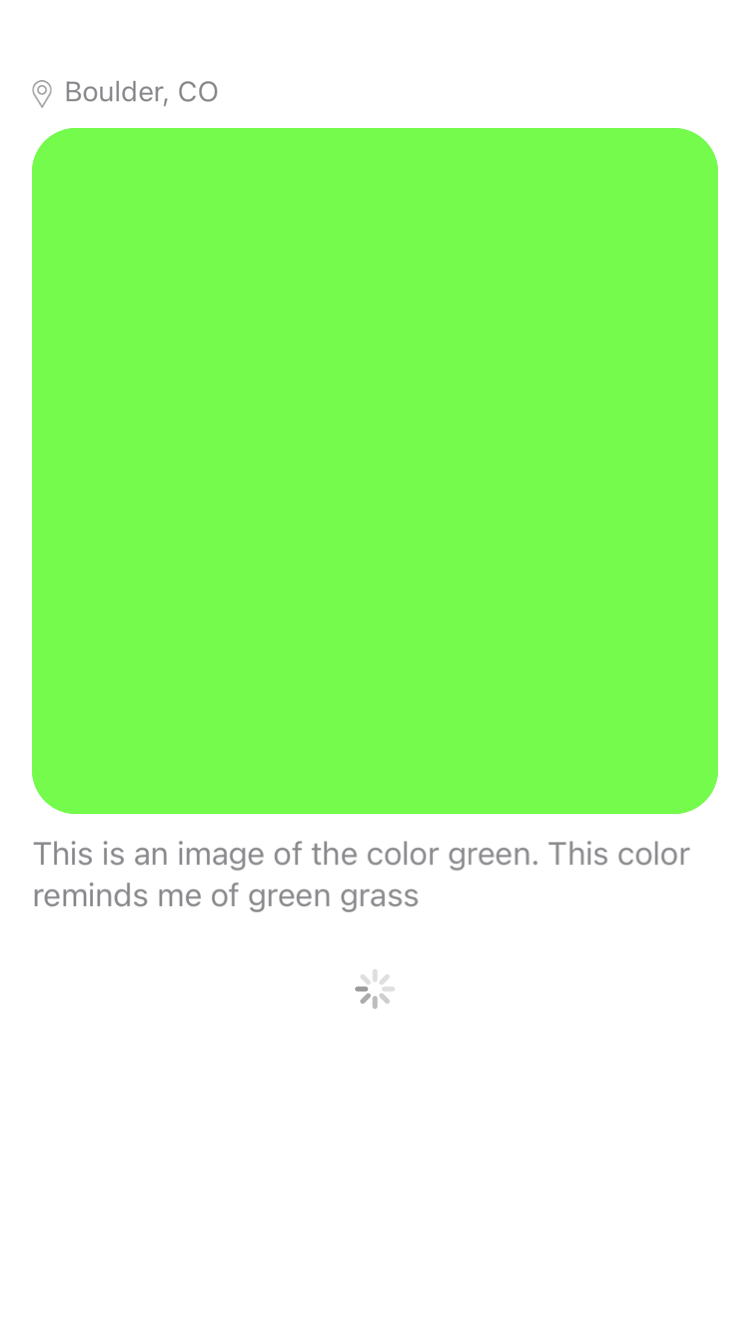 Boulder, CO
This is an image of the color green. This color
reminds me of green grass